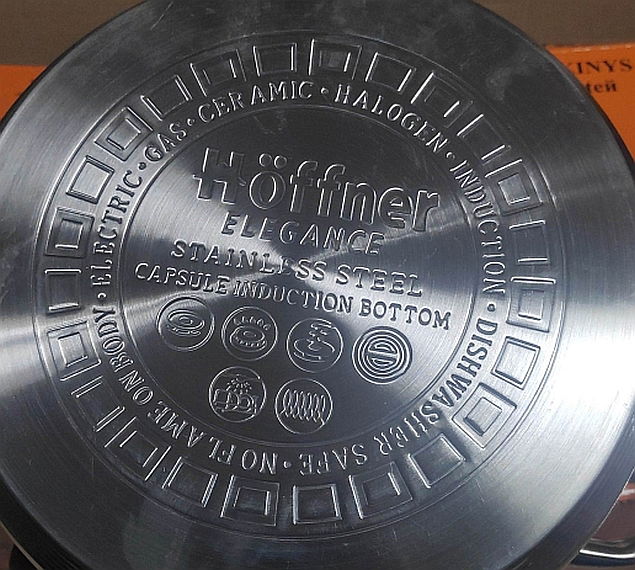 Höffner
ELEGANCE
STAINLESS STEEL
CAPSULE INDUCTION BOTTOM
ELECTRIC • GAS • CERAMIC • HALOGEN • INDUCTION • DISHWASHER SAFE • NO FLAME ON BODY •